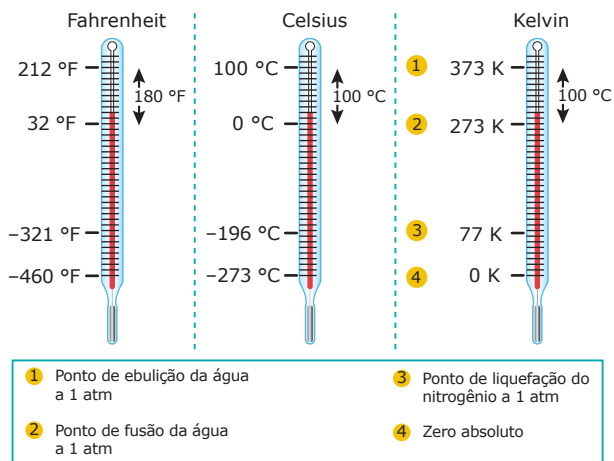 Fahrenheit
212 °F
180 °F
32 °F
–321 °F
–460 °F
Celsius
100 °C
100 °C
0 °C
–196 °C
–273 °C
Kelvin
1
373 K
100 °C
2
273 K
3
77 K
4
0 K
1 Ponto de ebulição da água
a 1 atm
2 Ponto de fusão da água
a 1 atm
3 Ponto de liquefação do
nitrogênio a 1 atm
4 Zero absoluto